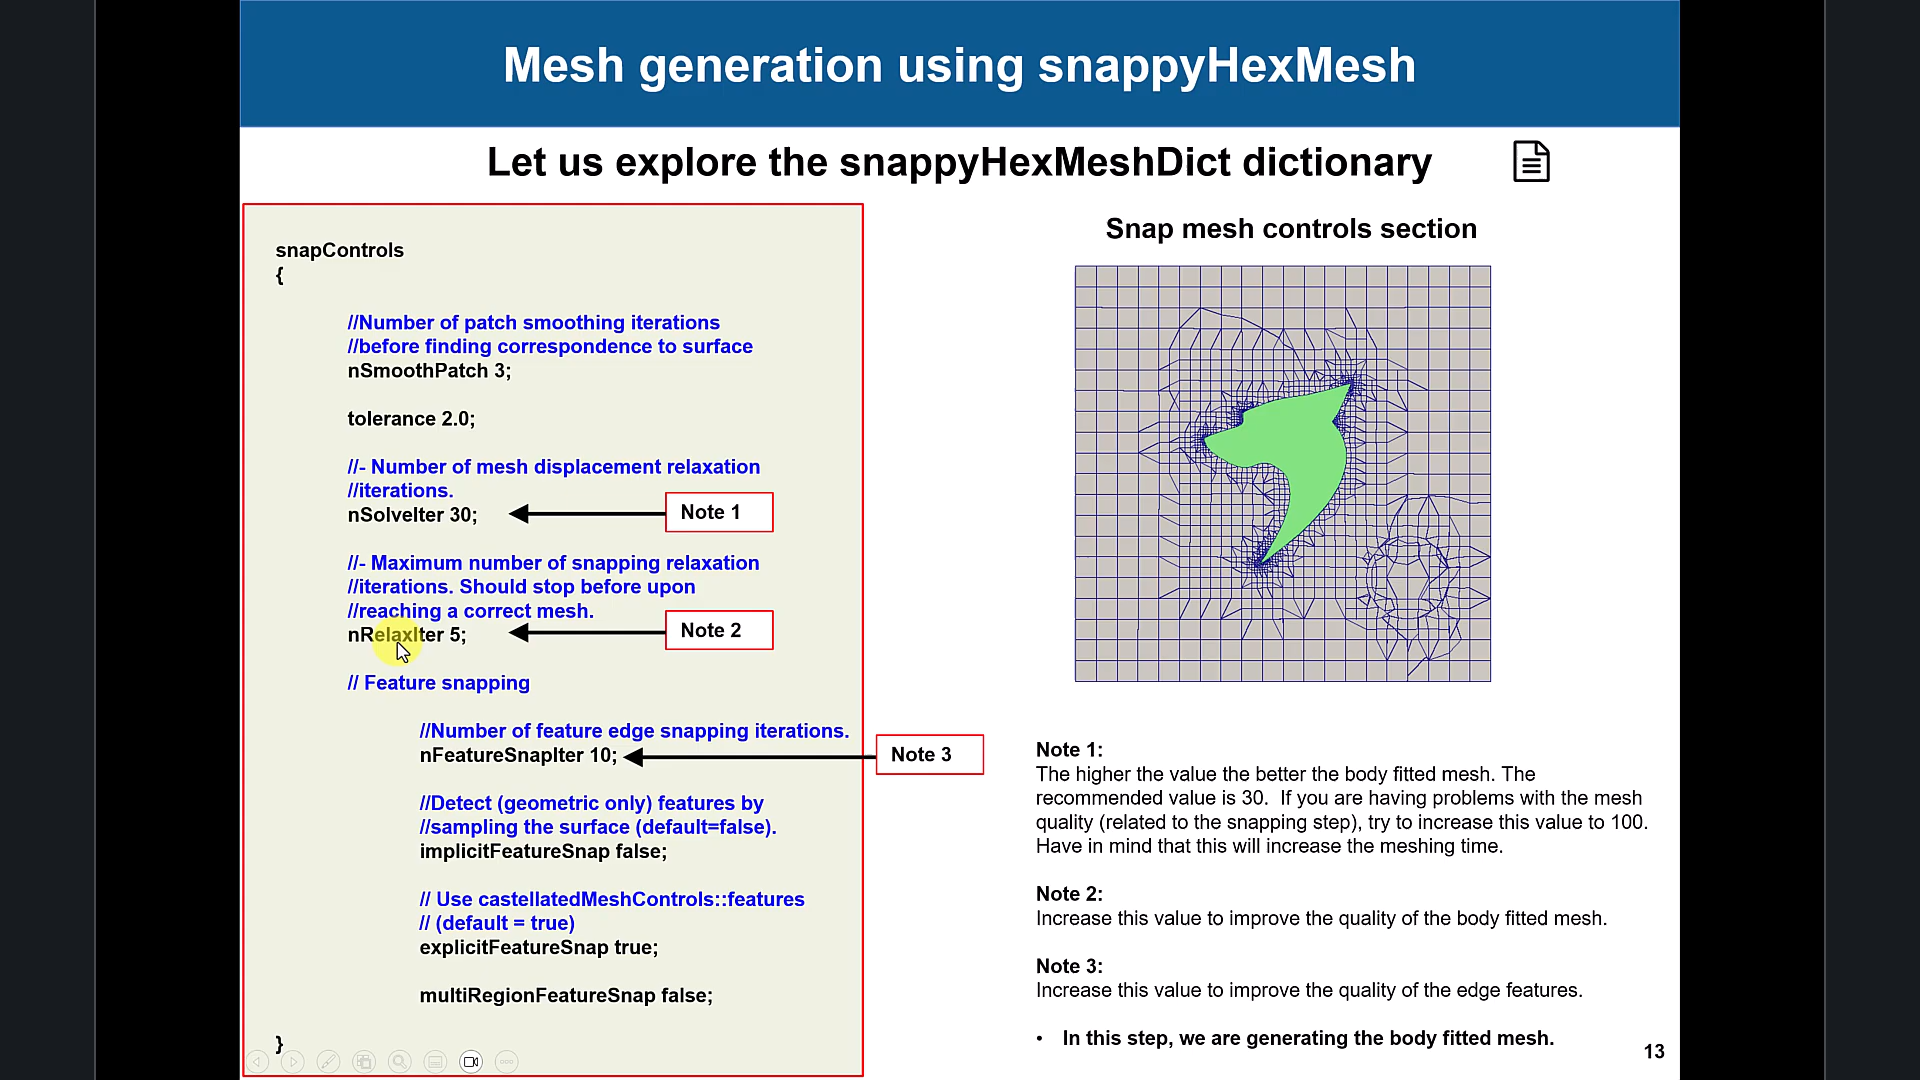 Mesh generation using snappyHexMesh
Let us explore the snappyHexMeshDict dictionary
snapControls
{
//Number of patch smoothing iterations
//before finding correspondence to surface
nSmoothPatch 3;
tolerance 2.0;
//- Number of mesh displacement relaxation
//iterations.
nSolveIter 30;
Note 1
//- Maximum number of snapping relaxation
//iterations. Should stop before upon
//reaching a correct mesh.
nRelaxIter 5;
Note 2
// Feature snapping
//Number of feature edge snapping iterations.
nFeatureSnapIter 10;
Note 3
//Detect (geometric only) features by
//sampling the surface (default=false).
implicitFeatureSnap false;
// Use castellatedMeshControls::features
// (default = true)
explicitFeatureSnap true;
multiRegionFeatureSnap false;
}
Snap mesh controls section
Note 1:
The higher the value the better the body fitted mesh. The
recommended value is 30.  If you are having problems with the mesh
quality (related to the snapping step), try to increase this value to 100.
Have in mind that this will increase the meshing time.
Note 2:
Increase this value to improve the quality of the body fitted mesh.
Note 3:
Increase this value to improve the quality of the edge features.
• In this step, we are generating the body fitted mesh.
13